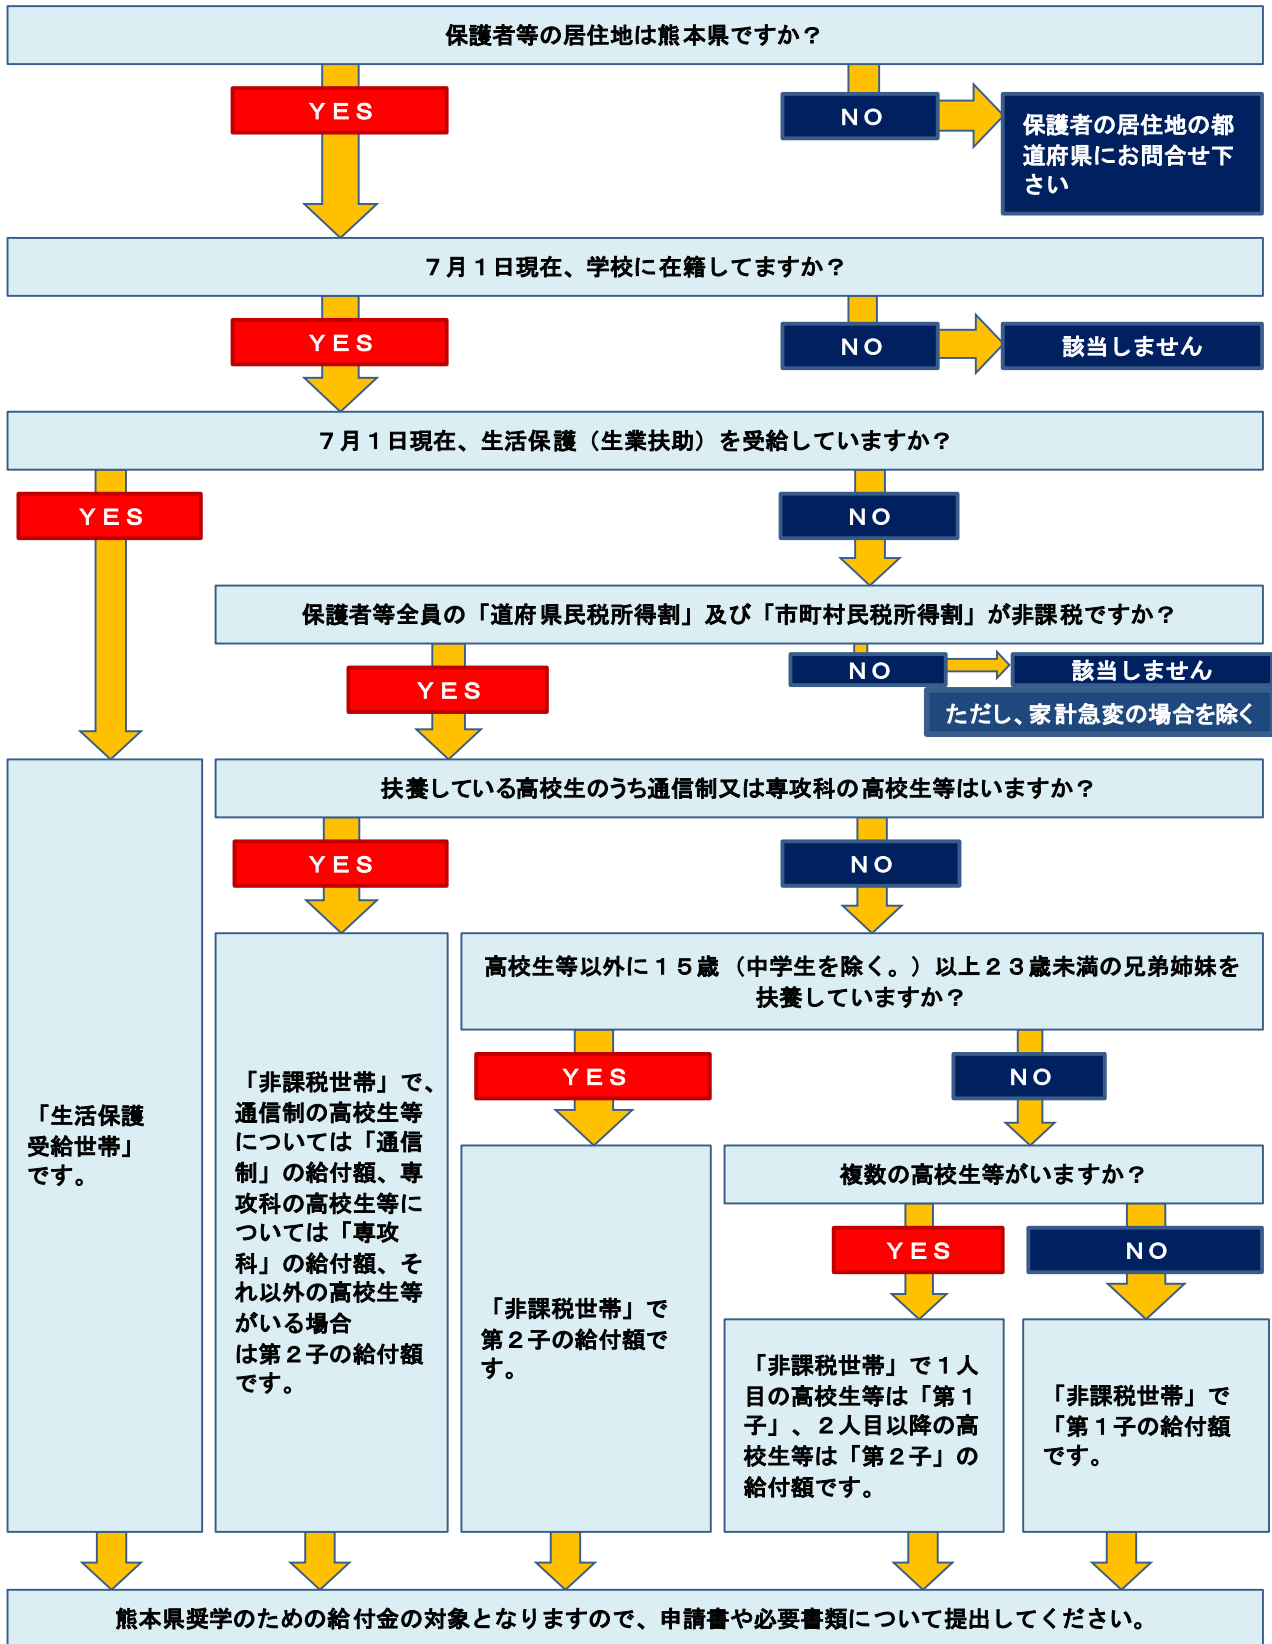 保護者等の居住地は熊本県ですか？
ＹＥＳ
ＮＯ
保護者の居住地の都
道府県にお問合せ下
さい
７月１日現在、学校に在籍してますか？
ＹＥＳ
ＮＯ
該当しません
７月１日現在、生活保護（生業扶助）を受給していますか？
ＹＥＳ
ＮＯ
保護者等全員の「道府県民税所得割」及び「市町村民税所得割」が非課税ですか？
ＹＥＳ
ＮＯ
該当しません
ただし、家計急変の場合を除く
扶養している高校生のうち通信制又は専攻科の高校生等はいますか？
ＹＥＳ
ＮＯ
高校生等以外に１５歳（中学生を除く。）以上２３歳未満の兄弟姉妹を
扶養していますか？
ＹＥＳ
ＮＯ
複数の高校生等がいますか？
ＹＥＳ
ＮＯ
「生活保護
受給世帯」
です。
「非課税世帯」で、
通信制の高校生等
については「通信
制」の給付額、専
攻科の高校生等に
ついては「専攻
科」の給付額、そ
れ以外の高校生等
がいる場合
は第２子の給付額
です。
「非課税世帯」で
第２子の給付額で
す。
「非課税世帯」で１人
目の高校生等は「第１
子」、２人目以降の高
校生等は「第２子」の
給付額です。
「非課税世帯」で
「第１子の給付額
です。
熊本県奨学のための給付金の対象となりますので、申請書や必要書類について提出してください。